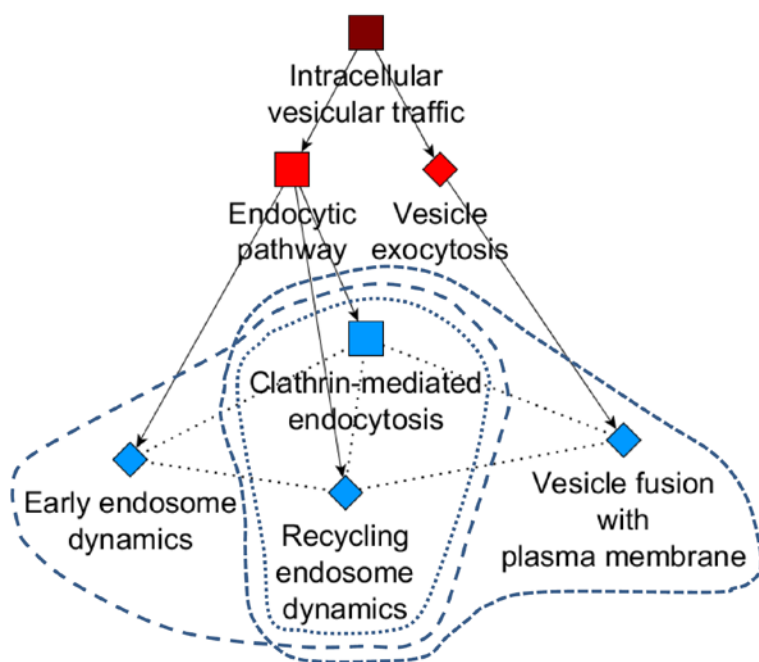 Intracellular
vesicular traffic
Endocytic
pathway
Vesicle
exocytosis
Clathrin-mediated
endocytosis
Early endosome
dynamics
Recycling
endosome
dynamics
Vesicle fusion
with
plasma membrane